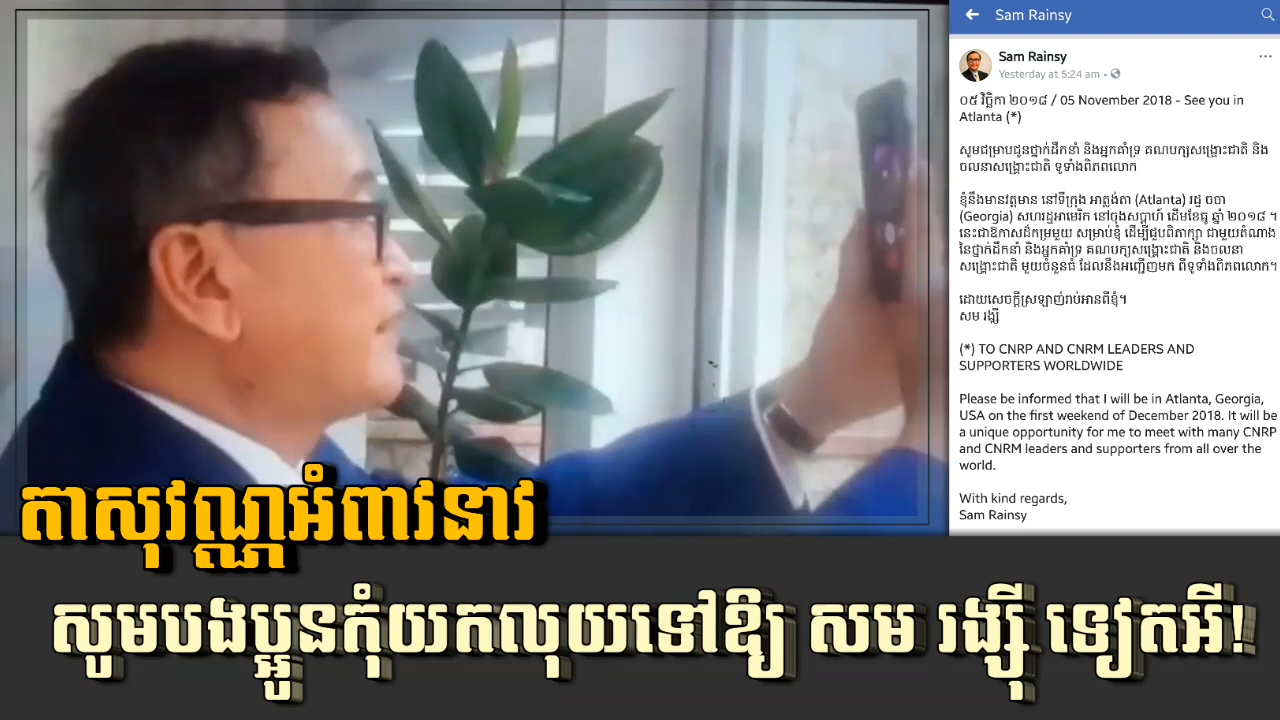 Sam Rainsy
Sam Rainsy
Yesterday at 5:24 am
០៥ វិច្ឆិកា ២០១៨ / 05 November 2018 - See you in
Atlanta (*)
សូមជម្រាបជូនថ្នាក់ដឹកនាំ និងអ្នកគាំទ្រ គណបក្សសង្គ្រោះជាតិ និង
ចលនាសង្គ្រោះជាតិ ទូទាំងពិភពលោក
ខ្ញុំនឹងមានវត្តមាន នៅទីក្រុង អាត្លង់តា (Atlanta) រដ្ឋ ចចា
(Georgia) សហរដ្ឋអាមេរិក នៅចុងសប្តាហ៍ ដើមខែធ្នូ ឆ្នាំ ២០១៨ ។
នេះជាឱកាសដ៏កម្រមួយ សម្រាប់ខ្ញុំ ដើម្បីជួបពិភាក្សា ជាមួយតំណាង
នៃថ្នាក់ដឹកនាំ និងអ្នកគាំទ្រ គណបក្សសង្គ្រោះជាតិ និងចលនា
សង្គ្រោះជាតិ មួយចំនួនធំ ដែលនឹងអញ្ជើញមក ពីទូទាំងពិភពលោក។
ដោយសេចក្តីស្រឡាញ់រាប់អានពីខ្ញុំ។
សម រង្ស៊ី
(*) TO CNRP AND CNRM LEADERS AND
SUPPORTERS WORLDWIDE
Please be informed that I will be in Atlanta, Georgia,
USA on the first weekend of December 2018. It will be
a unique opportunity for me to meet with many CNRP
and CNRM leaders and supporters from all over the
world.
With kind regards,
Sam Rainsy
តាសុវណ្ណអំពាវនាវ
សូមបងប្អូនកុំយកលុយទៅឱ្យ សម រង្ស៊ី ទៀតអី!